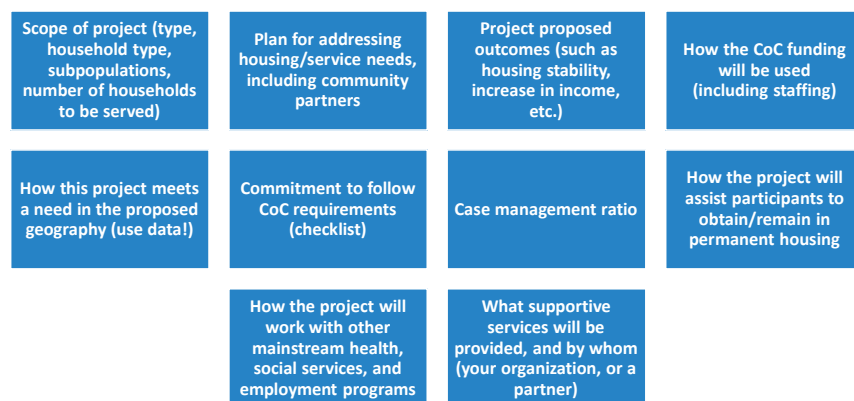 Scope of project (type,
household type,
subpopulations,
number of households
to be served)
Plan for addressing
housing/service needs,
including community
partners
Project proposed
outcomes (such as
housing stability,
increase in income,
etc.)
How the CoC funding
will be used
(including staffing)
How this project meets
a need in the proposed
geography (use data!)
Commitment to follow
CoC requirements
(checklist)
Case management ratio
How the project will
assist participants to
obtain/remain in
permanent housing
How the project will
work with other
mainstream health,
social services, and
employment programs
What supportive
services will be
provided, and by whom
(your organization, or a
partner)